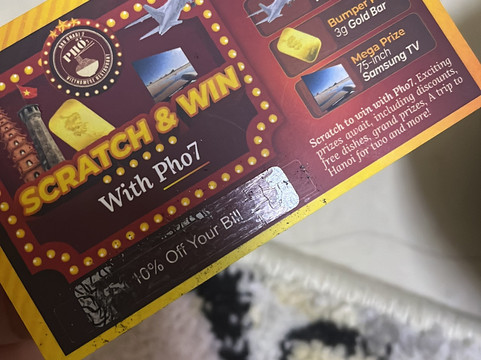 PHO7
VIETNAMESE RESTAURANT
SCRATCH & WIN
With Pho7
10% Off Your Bill
Bumper
3g Gold Bar
Mega Prize
75-inch
Samsung TV
Scratch to win with Pho7. Exciting
prizes await, including discounts,
free dishes, grand prizes, A trip to
Hanoi for two and more!